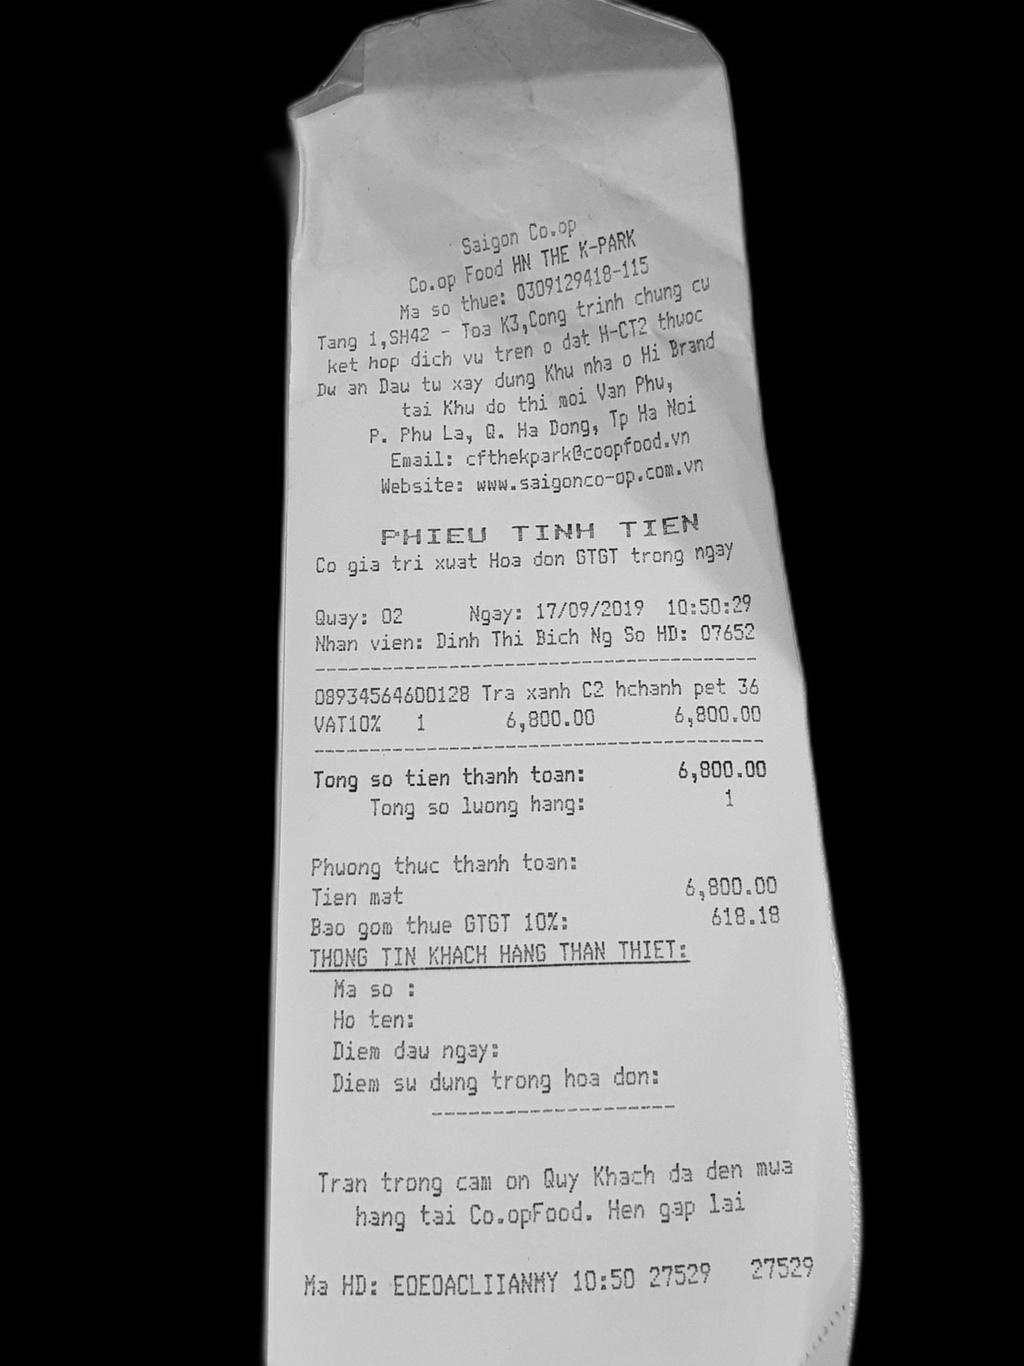 Saigon Co.op
Co.op Food HN THE K-PARK
Ma so thue: 0309129418-115
Tang 1,SH42 - Toa K3,Cong trinh chung cu
ket hop dich vu tren o dat H-CT2 thuoc
Du an Dau tu xay dung Khu nha o Hi Brand
tai Khu do thi moi Van Phu,
P. Phu La, Q. Ha Dong, Tp Ha Noi
Email: cfthekpark@coopfood.vn
Website: www.saigonco-op.com.vn
PHIEU TINH TIEN
Co gia tri xuat Hoa don GTGT trong ngay
Quay: 02 Ngay: 17/09/2019 10:50:29
Nhan vien: Dinh Thi Bich Ng So HD: 07652
08934564600128 Tra xanh C2 hchanh pet 36
VAT10% 1 6,800.00 6,800.00
Tong so tien thanh toan: 6,800.00
Tong so luong hang: 1
Phuong thuc thanh toan:
Tien mat 6,800.00
Bao gom thue GTGT 10%: 618.18
THONG TIN KHACH HANG THAN THIET:
Ma so :
Ho ten:
Diem dau ngay:
Diem su dung trong hoa don:
Tran trong cam on Quy Khach da den mua
hang tai Co.opFood. Hen gap lai
Ma HD: EOEOACLIIANMY 10:50 27529 27529